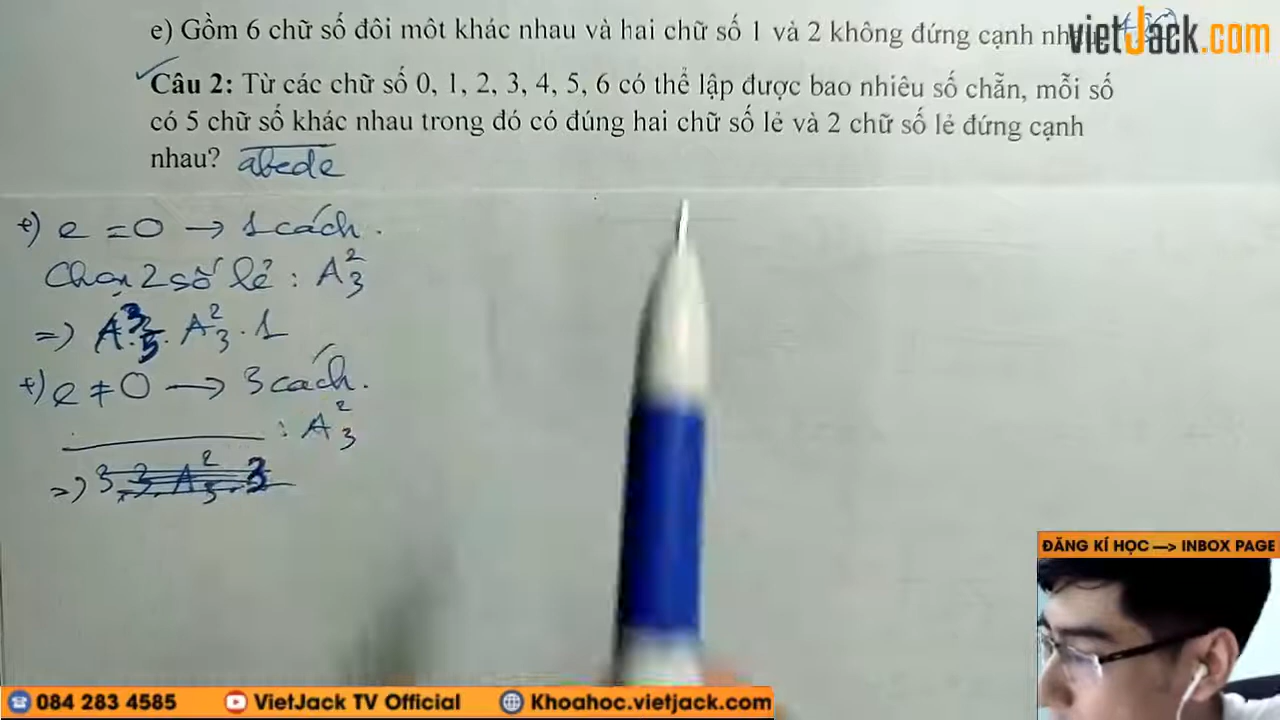 e) Gồm 6 chữ số đôi một khác nhau và hai chữ số 1 và 2 không đứng cạnh
vietJack.com
Câu 2: Từ các chữ số 0, 1, 2, 3, 4, 5, 6 có thể lập được bao nhiêu số chẵn, mỗi số
có 5 chữ số khác nhau trong đó có đúng hai chữ số lẻ và 2 chữ số lẻ đứng cạnh
nhau? abcde
+) e = 0 → 1 cách.
Chọn 2 số lẻ : A²₃
=> A³₅ . A²₃ . 1
+) e ≠ 0 → 3 cách.
: A²₃
=> 3
ĐĂNG KÍ HỌC —> INBOX PAGE
084 283 4585 VietJack TV Official Khoahoc.vietjack.com